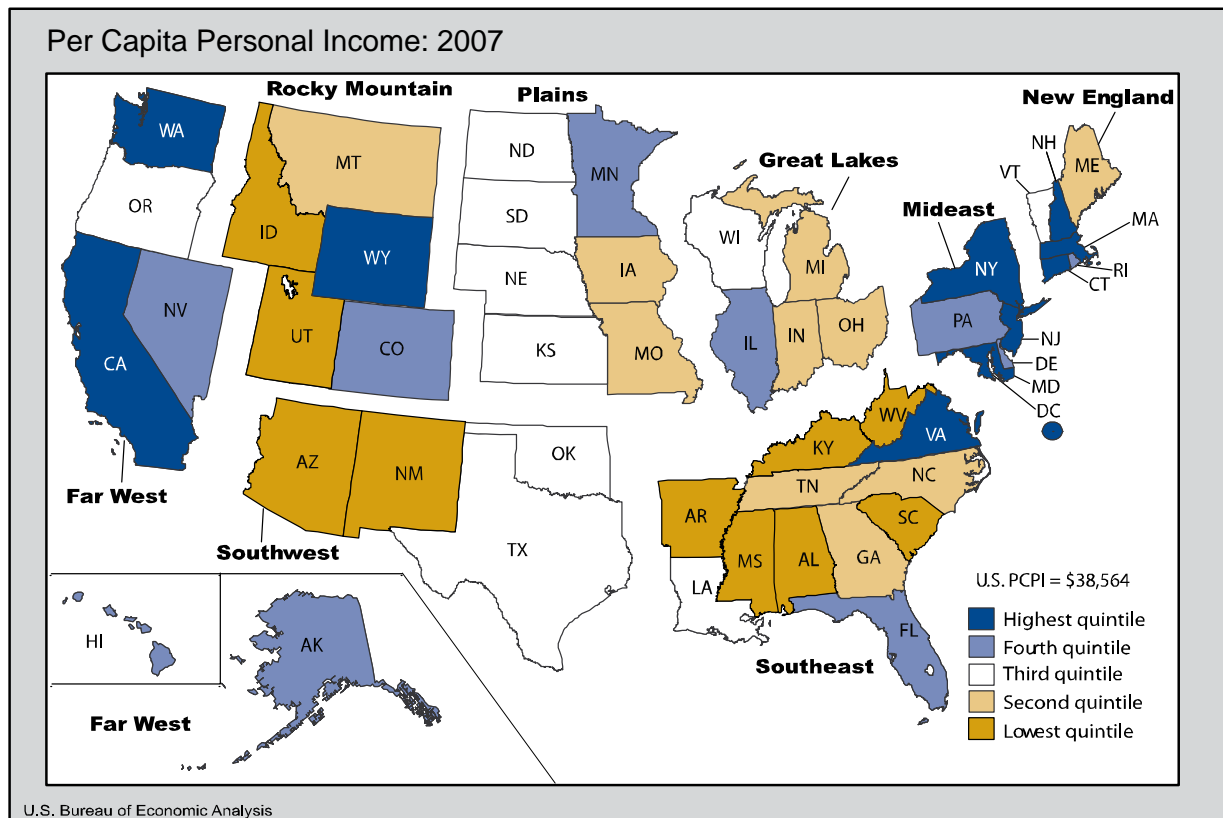 Per Capita Personal Income: 2007
Rocky Mountain
Plains
New England
Great Lakes
Mideast
WA
OR
CA
NV
ID
MT
WY
UT
CO
AZ
NM
ND
SD
NE
KS
OK
TX
MN
IA
MO
WI
MI
IL
IN
OH
NH
VT
ME
MA
RI
CT
NY
PA
NJ
DE
MD
DC
WV
VA
KY
TN
NC
SC
AR
MS
AL
GA
LA
FL
Far West
Southwest
Southeast
HI
AK
Far West
U.S. PCPI = $38,564
Highest quintile
Fourth quintile
Third quintile
Second quintile
Lowest quintile
U.S. Bureau of Economic Analysis